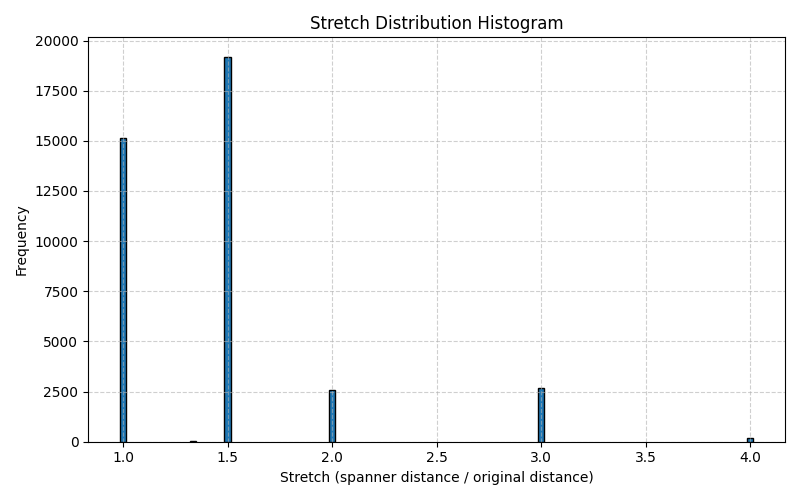 Stretch Distribution Histogram
Frequency
20000
17500
15000
12500
10000
7500
5000
2500
0
1.0 1.5 2.0 2.5 3.0 3.5 4.0
Stretch (spanner distance / original distance)